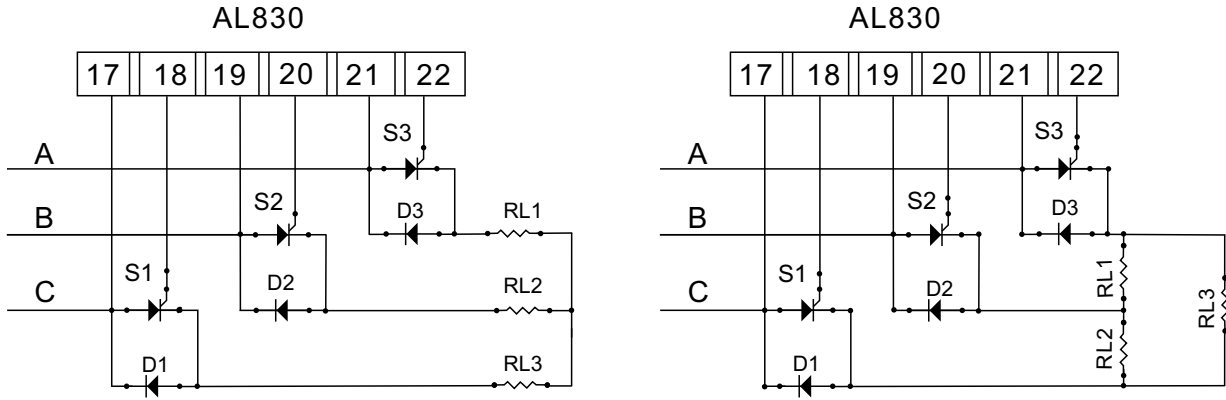 AL830
17 18 19 20 21 22
S3
A
D3
RL1
S2
B
S1
D2
RL2
C
D1
RL3
AL830
17 18 19 20 21 22
S3
A
D3
S2
B
S1
D2
RL1
RL3
C
RL2
D1